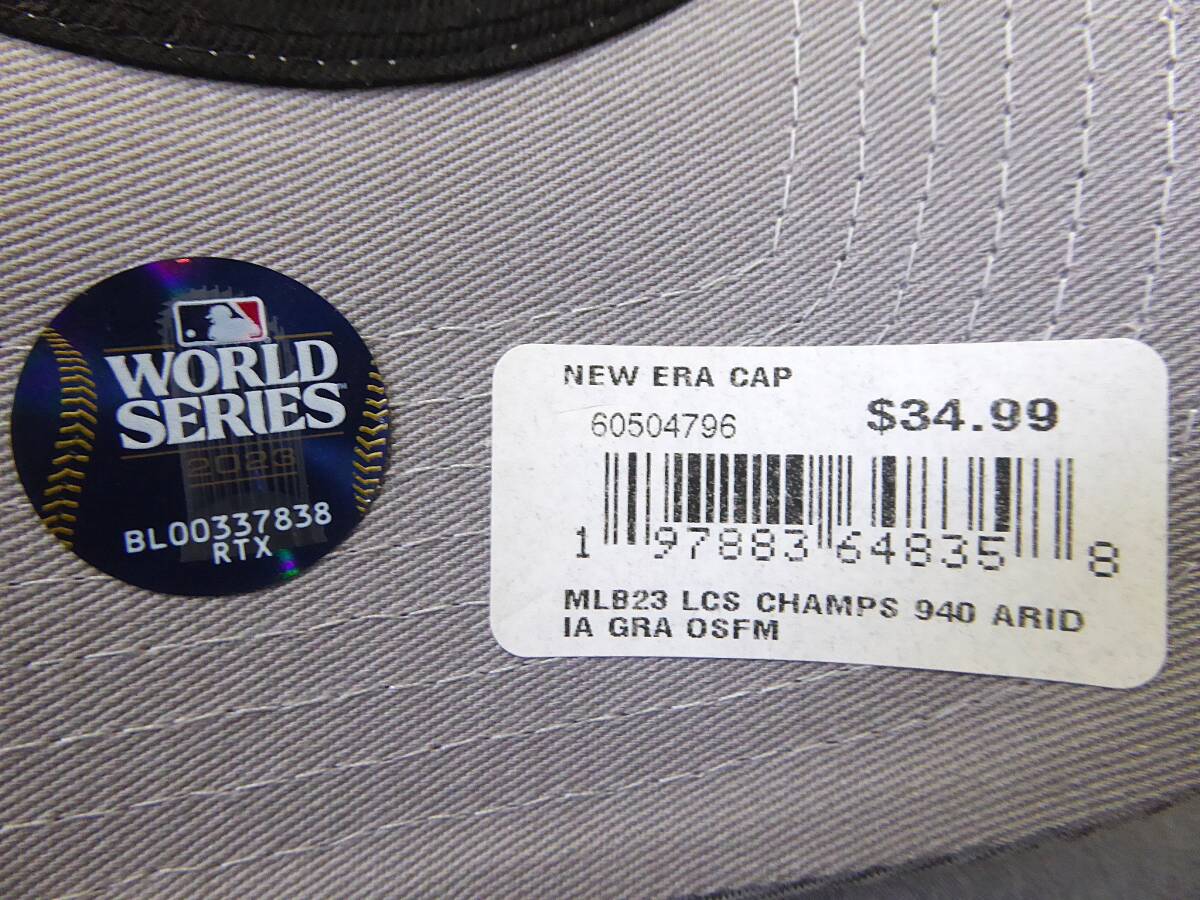 WORLD
SERIES
2023
BL00337838
RTX
NEW ERA CAP
60504796 $34.99
1 97883 64835 8
MLB23 LCS CHAMPS 940 ARID
IA GRA OSFM